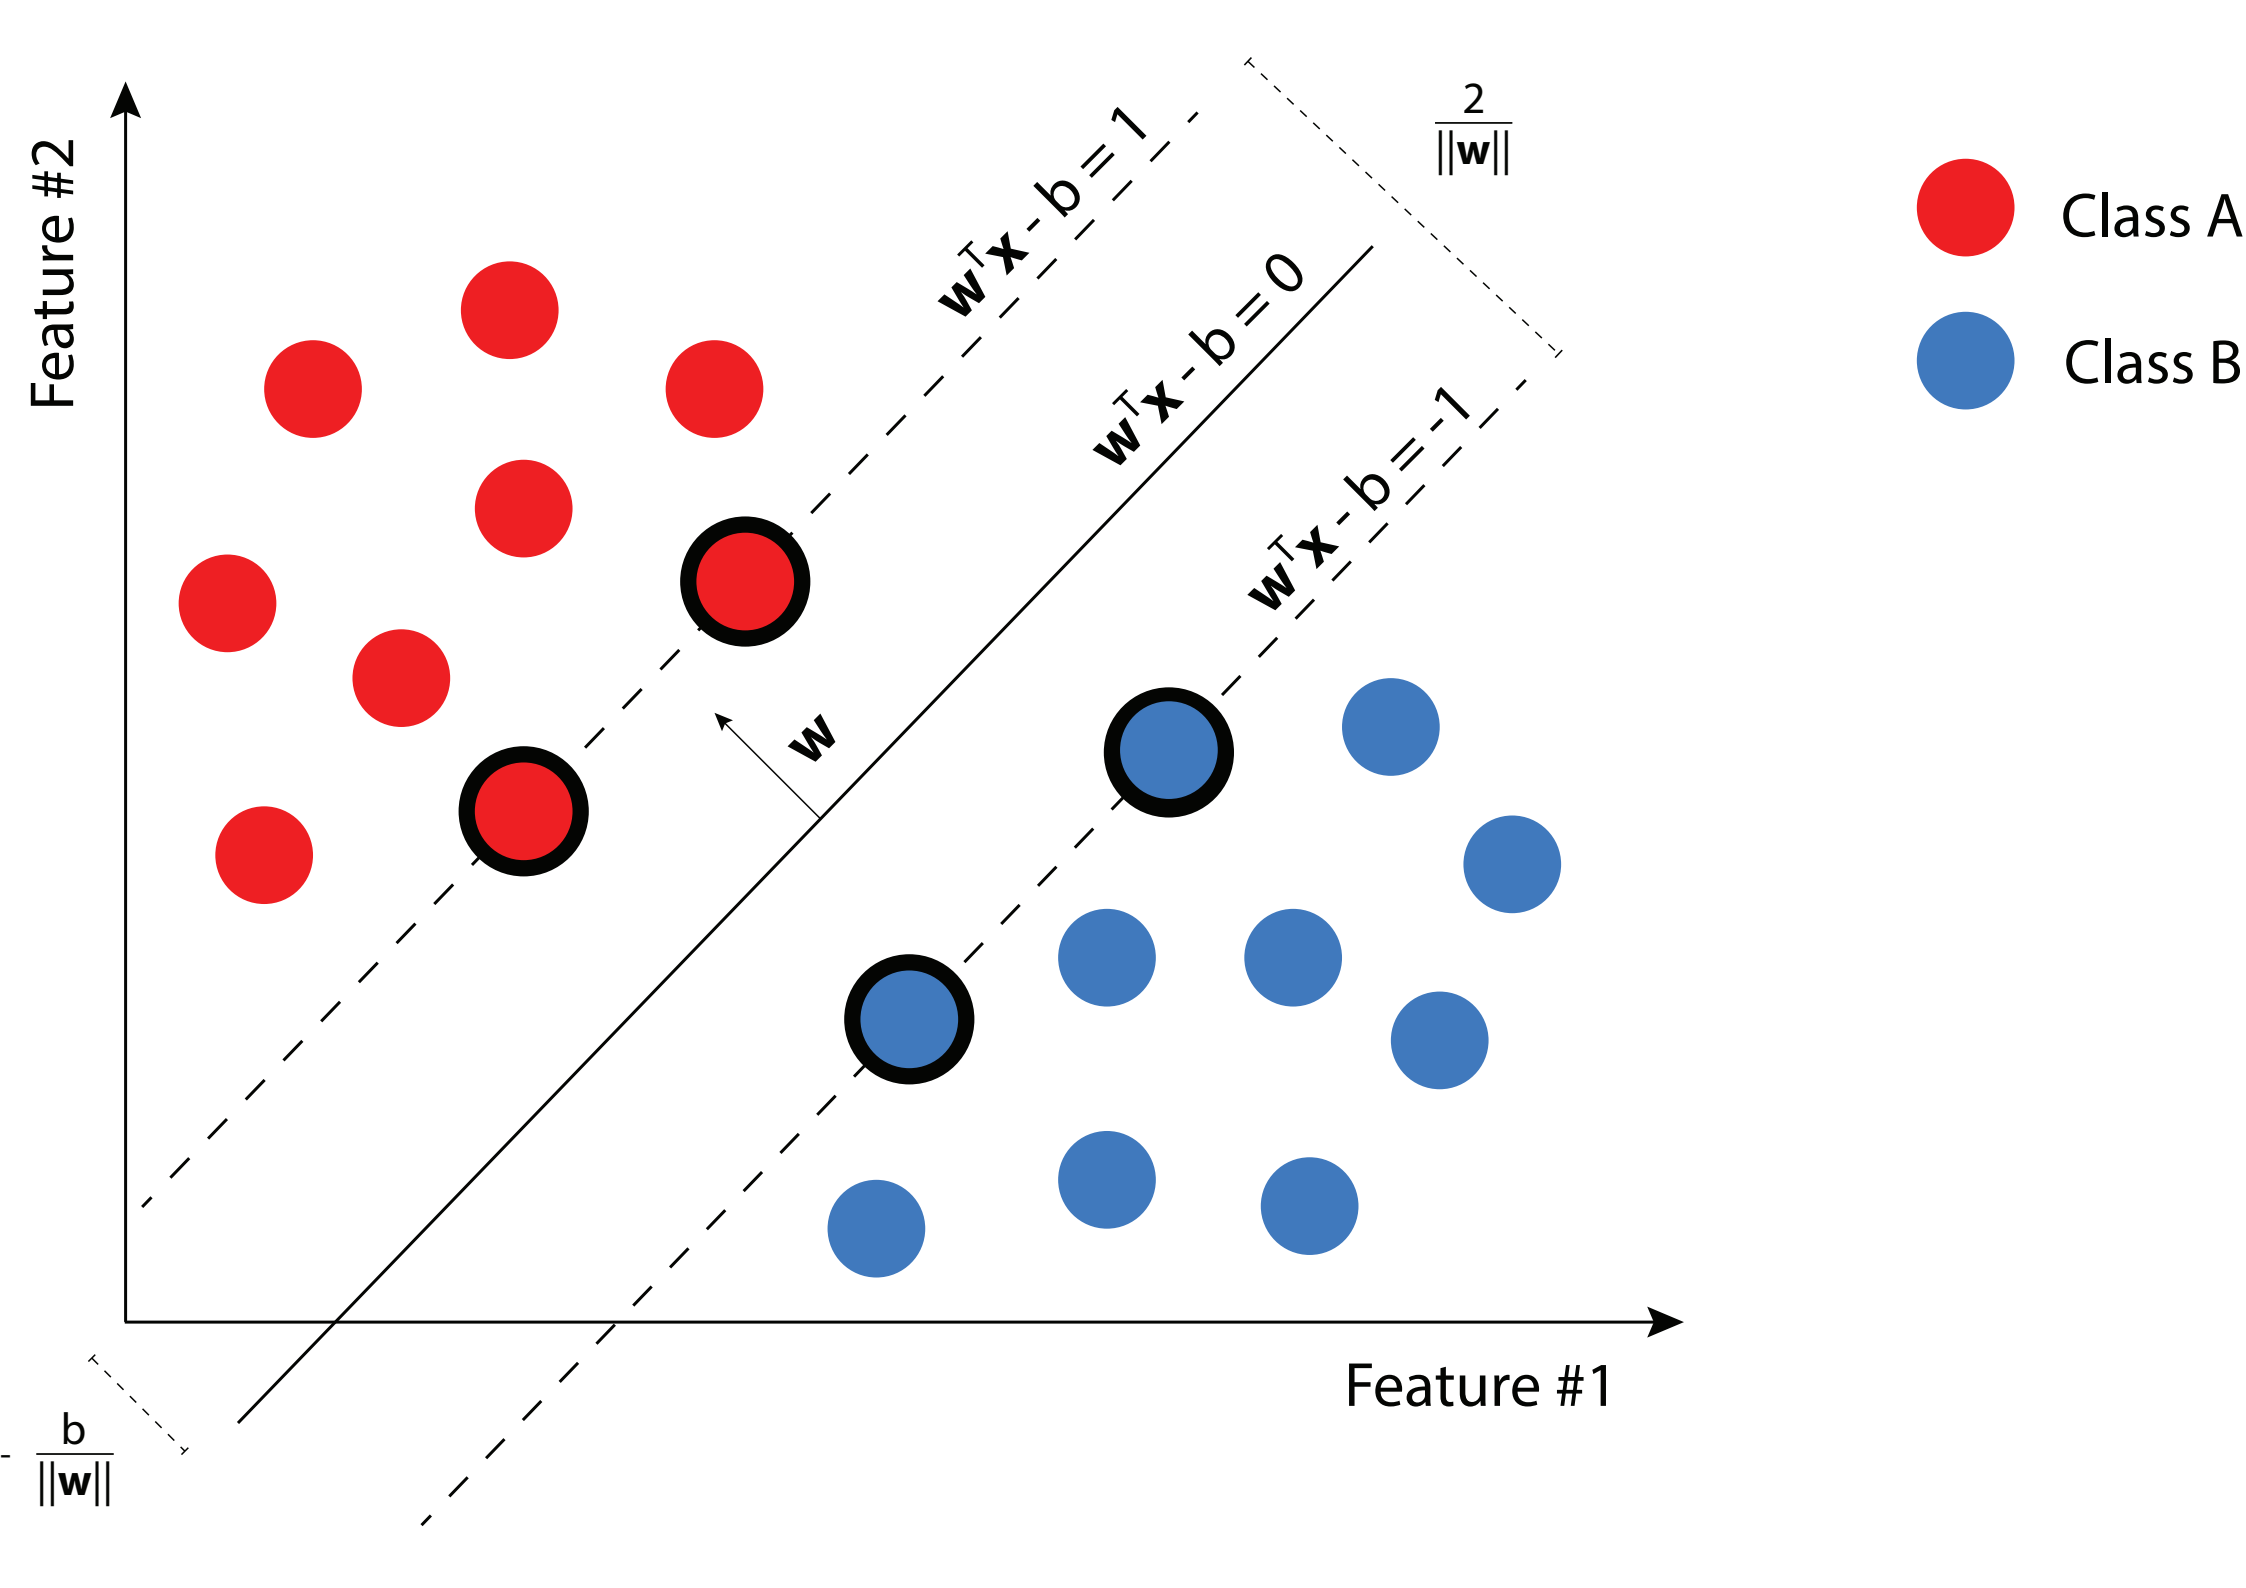 Feature #2
wᵀx - b = 1
wᵀx - b = 0
wᵀx - b = -1
2
||w||
Class A
Class B
w
Feature #1
- b
||w||